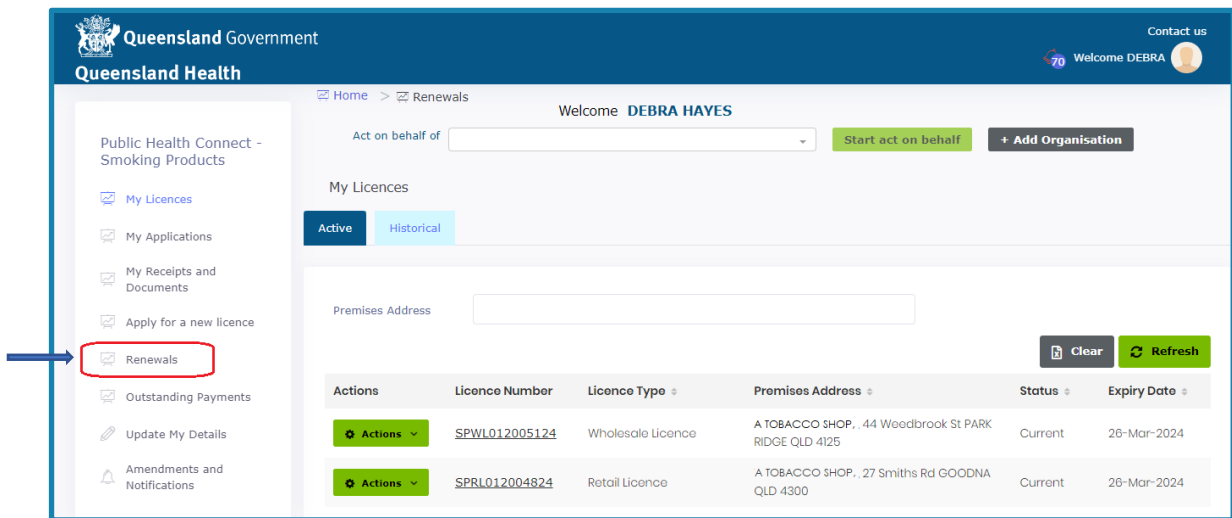 Queensland Government
Queensland Health
Contact us
70 Welcome DEBRA
Home > Renewals
Welcome DEBRA HAYES
Act on behalf of
Start act on behalf
+ Add Organisation
Public Health Connect -
Smoking Products
My Licences
My Applications
My Receipts and
Documents
Apply for a new licence
Renewals
Outstanding Payments
Update My Details
Amendments and
Notifications
My Licences
Active Historical
Premises Address
Clear Refresh
Actions Licence Number Licence Type Premises Address Status Expiry Date
Actions SPWL012005124 Wholesale Licence A TOBACCO SHOP, . 44 Weedbrook St PARK
RIDGE QLD 4125 Current 26-Mar-2024
Actions SPRL012004824 Retail Licence A TOBACCO SHOP, . 27 Smiths Rd GOODNA
QLD 4300 Current 26-Mar-2024